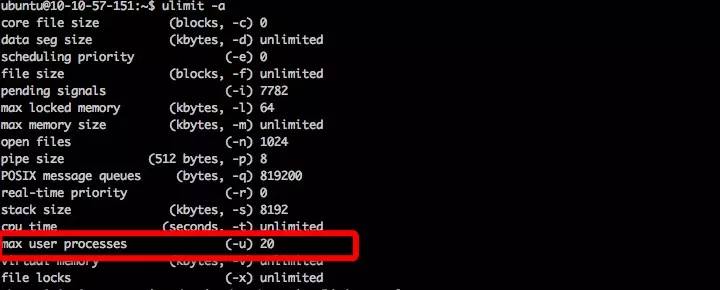 ubuntu@10-10-57-151:~$ ulimit -a
core file size (blocks, -c) 0
data seg size (kbytes, -d) unlimited
scheduling priority (-e) 0
file size (blocks, -f) unlimited
pending signals (-i) 7782
max locked memory (kbytes, -l) 64
max memory size (kbytes, -m) unlimited
open files (-n) 1024
pipe size (512 bytes, -p) 8
POSIX message queues (bytes, -q) 819200
real-time priority (-r) 0
stack size (kbytes, -s) 8192
cpu time (seconds, -t) unlimited
max user processes (-u) 20
virtual memory (kbytes, -v) unlimited
file locks (-x) unlimited